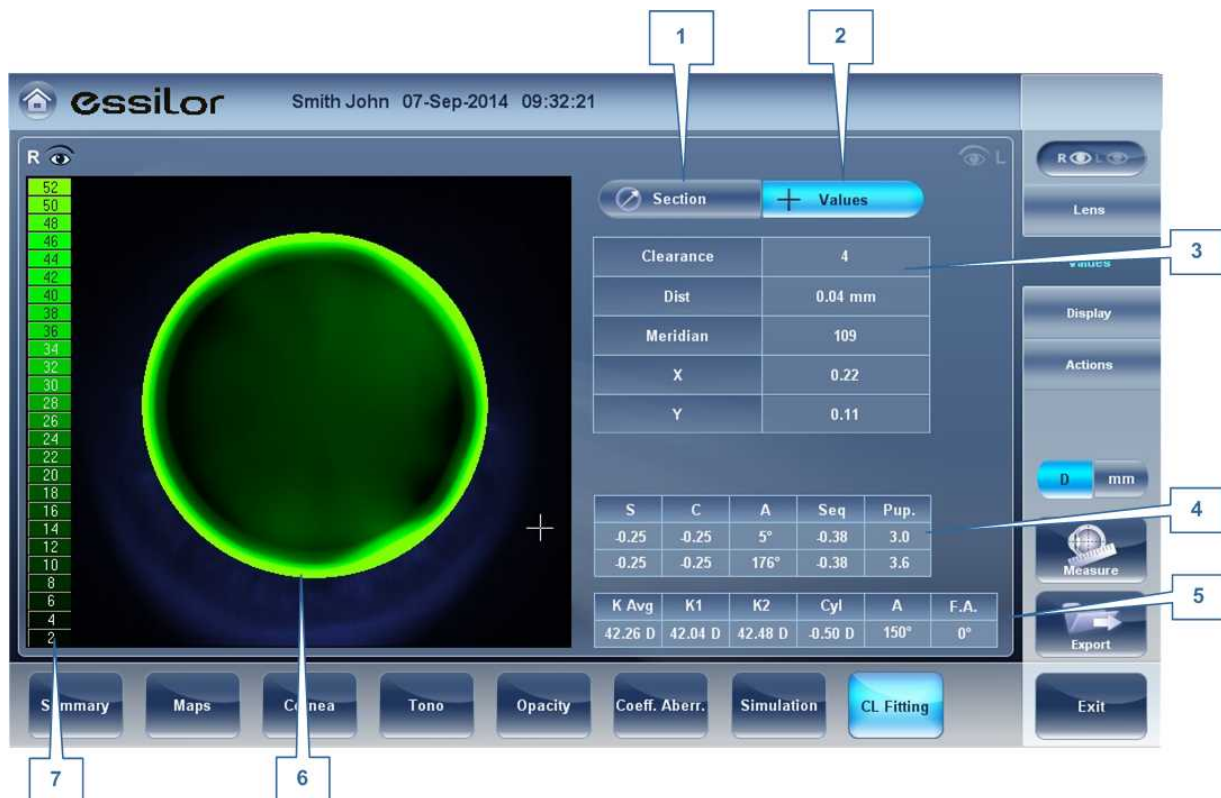 1 2
essilor Smith John 07-Sep-2014 09:32:21
R L
R L
52
50
48
46
44
42
40
38
36
34
32
30
28
26
24
22
20
18
16
14
12
10
8
6
4
2
Section Values
Clearance 4
Dist 0.04 mm
Meridian 109
X 0.22
Y 0.11
S C A Seq Pup.
-0.25 -0.25 5° -0.38 3.0
-0.25 -0.25 176° -0.38 3.6
K Avg K1 K2 Cyl A F.A.
42.26 D 42.04 D 42.48 D -0.50 D 150° 0°
Lens
Values
Display
Actions
D mm
Measure
Export
3
4
5
Summary Maps Cornea Tono Opacity Coeff. Aberr. Simulation CL Fitting Exit
7 6